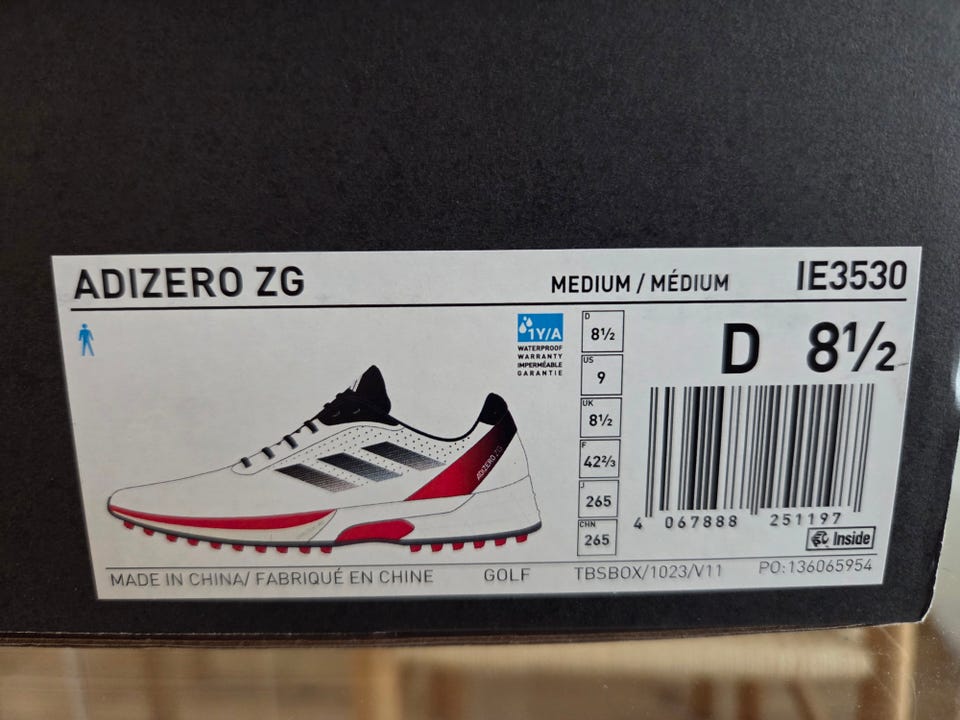 ADIZERO ZG
MEDIUM / MÉDIUM
IE3530
1Y/A
WATERPROOF
WARRANTY
IMPERMÉABLE
GARANTIE
D
8½
US
9
UK
8½
F
42⅔
J
265
CHN
265
D 8½
4 067888 251197
Inside
ADIZERO ZG
MADE IN CHINA/ FABRIQUÉ EN CHINE
GOLF
TBSBOX/1023/V11
PO:136065954